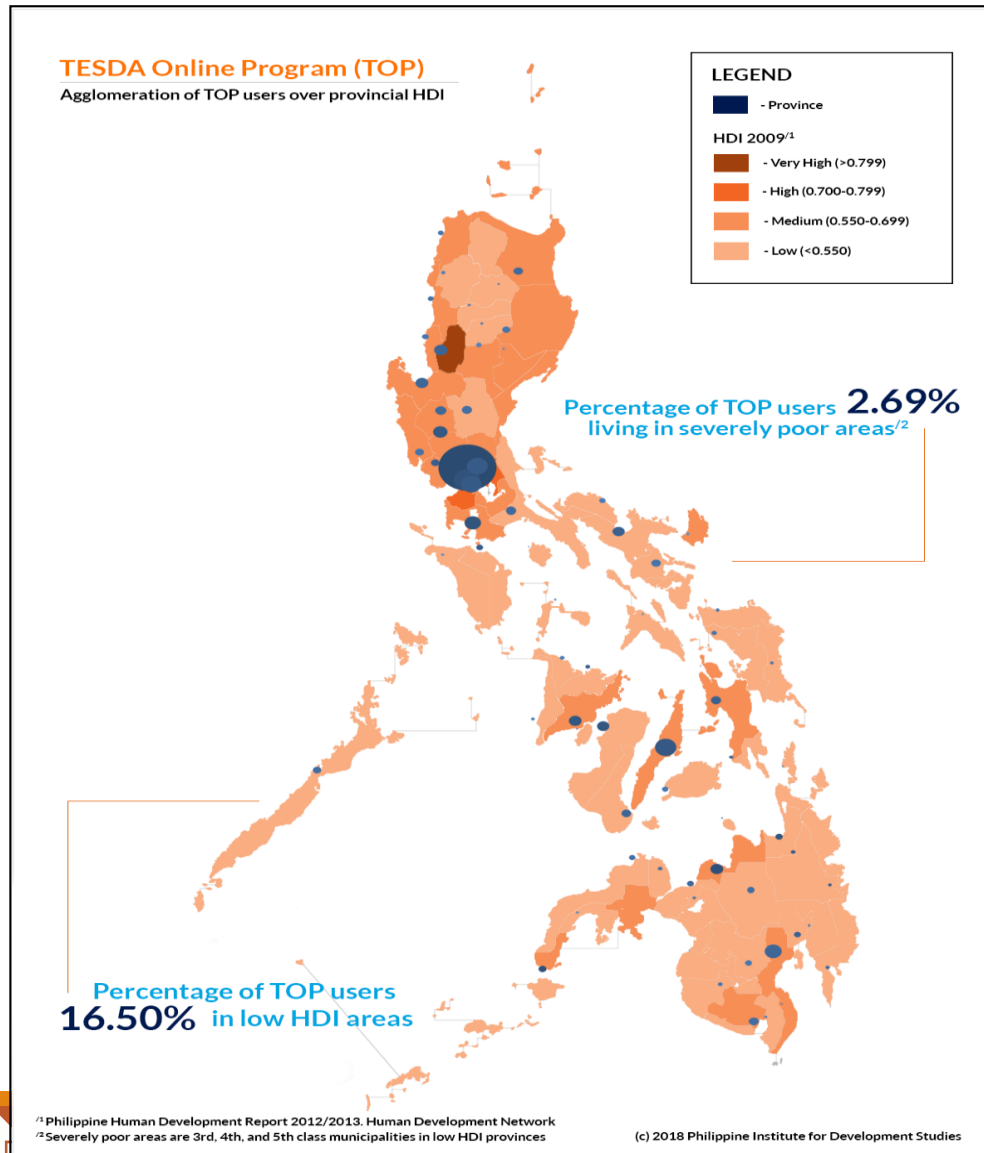 TESDA Online Program (TOP)
Agglomeration of TOP users over provincial HDI
LEGEND
- Province
HDI 2009/1
- Very High (>0.799)
- High (0.700-0.799)
- Medium (0.550-0.699)
- Low (<0.550)
Percentage of TOP users 2.69%
living in severely poor areas/2
Percentage of TOP users
16.50% in low HDI areas
/1 Philippine Human Development Report 2012/2013. Human Development Network
/2 Severely poor areas are 3rd, 4th, and 5th class municipalities in low HDI provinces
(c) 2018 Philippine Institute for Development Studies